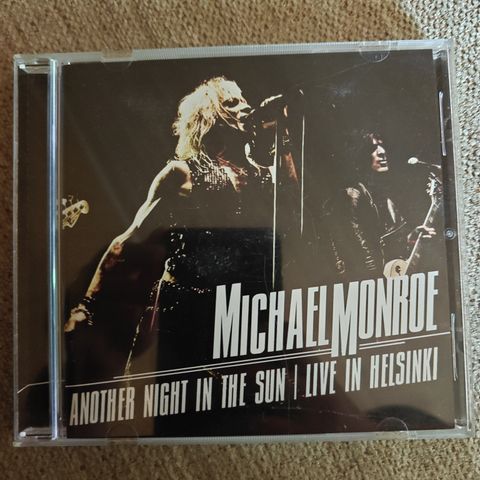 MICHAEL MONROE
ANOTHER NIGHT IN THE SUN | LIVE IN HELSINKI